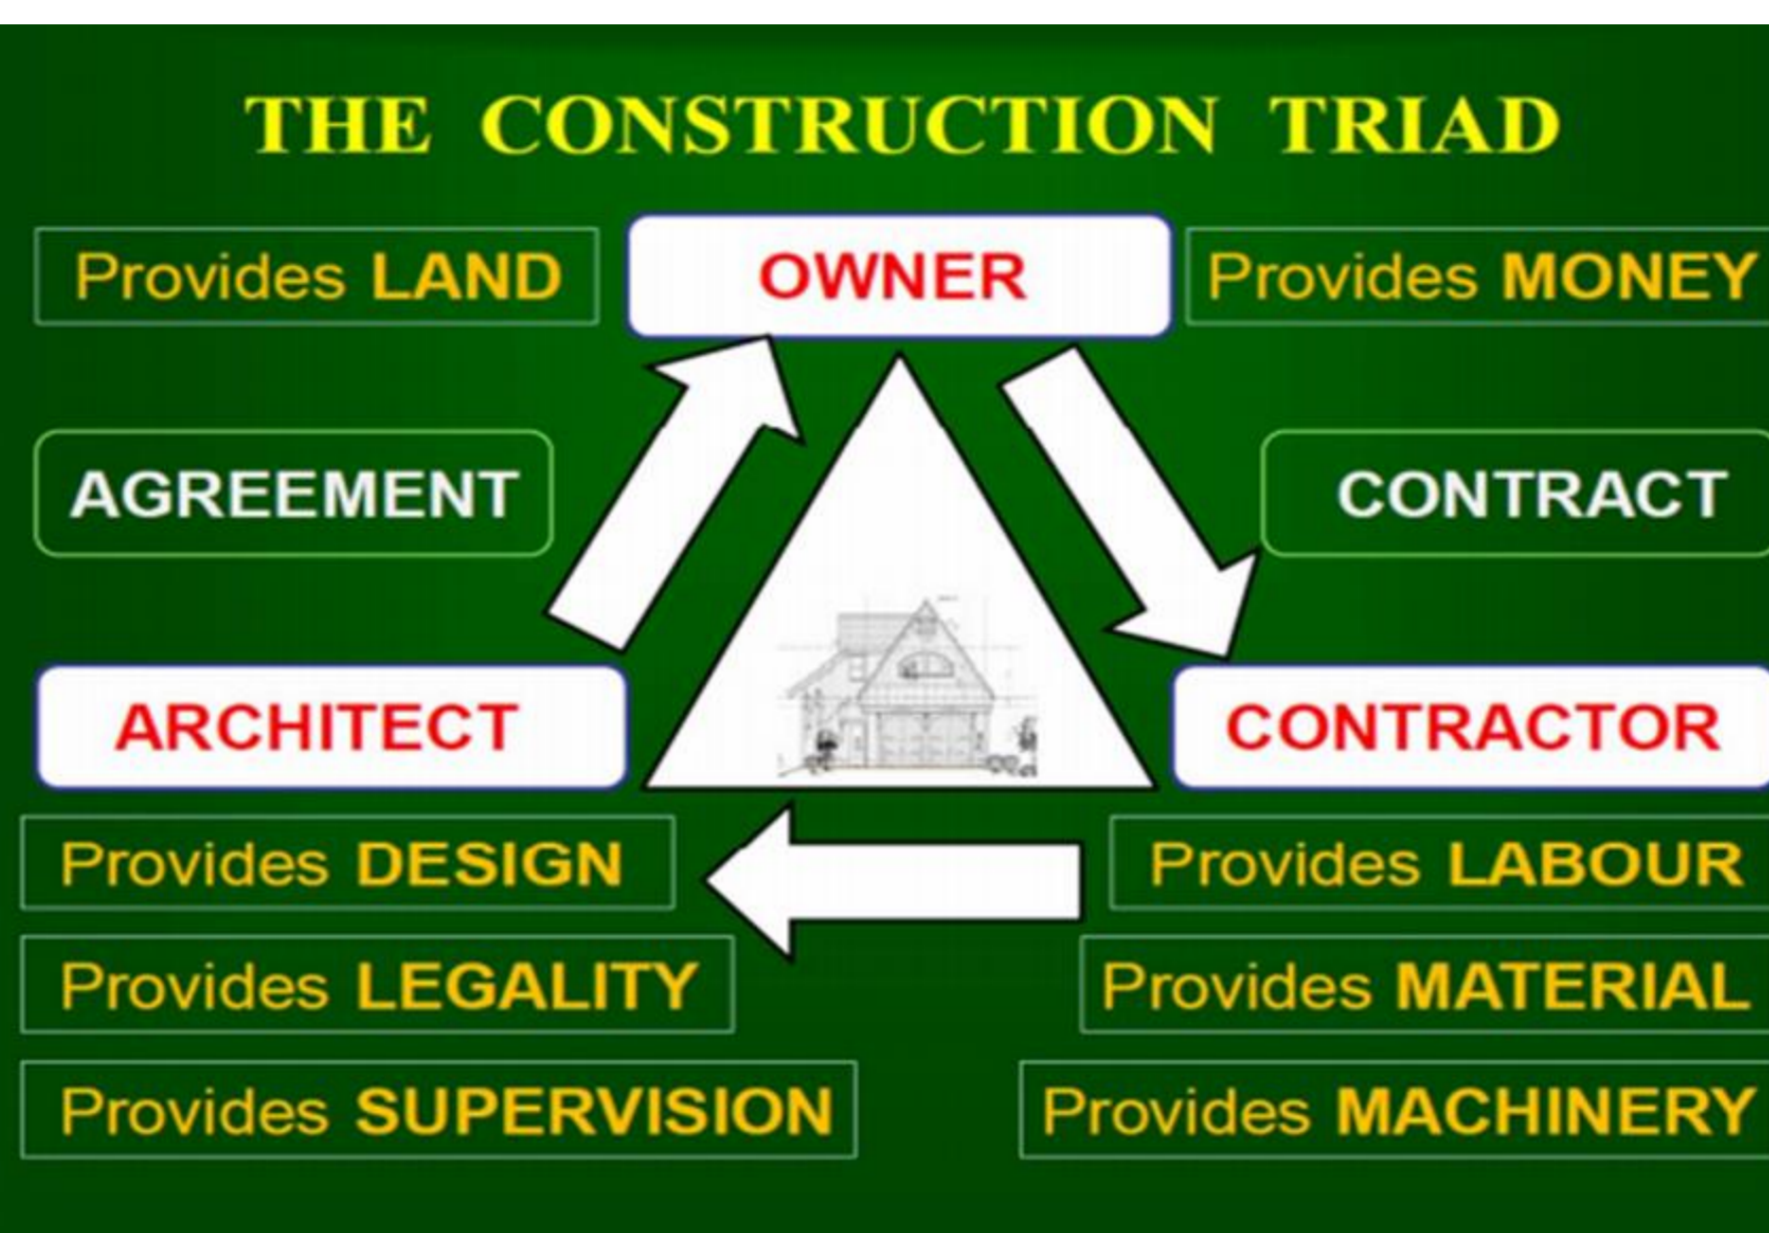 THE CONSTRUCTION TRIAD
Provides LAND
OWNER
Provides MONEY
AGREEMENT
CONTRACT
ARCHITECT
CONTRACTOR
Provides DESIGN
Provides LABOUR
Provides LEGALITY
Provides MATERIAL
Provides SUPERVISION
Provides MACHINERY